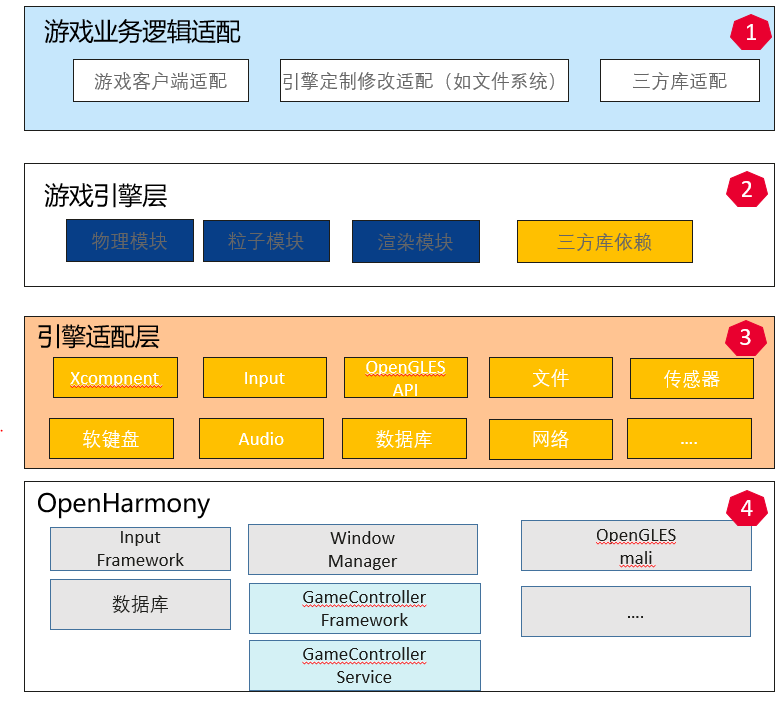 游戏业务逻辑适配
1
游戏客户端适配
引擎定制修改适配（如文件系统）
三方库适配
游戏引擎层
2
物理模块
粒子模块
渲染模块
三方库依赖
引擎适配层
3
Xcompnent
Input
OpenGLES
API
文件
传感器
软键盘
Audio
数据库
网络
....
OpenHarmony
4
Input
Framework
Window
Manager
OpenGLES
mali
数据库
GameController
Framework
....
GameController
Service